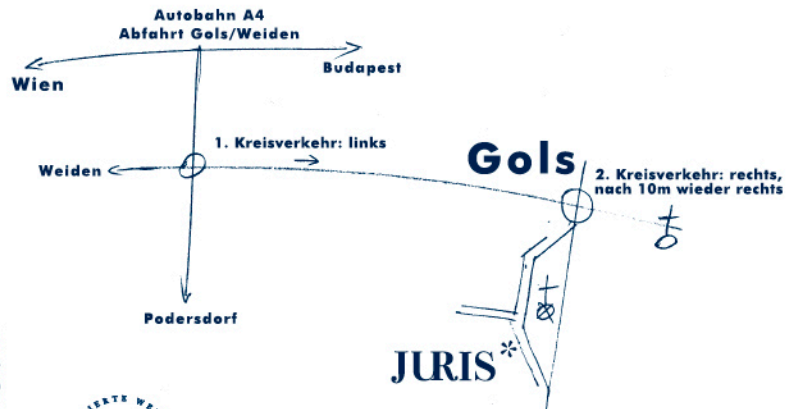 Autobahn A4
Abfahrt Gols/Weiden
Wien
Budapest
1. Kreisverkehr: links
Weiden
Gols
2. Kreisverkehr: rechts,
nach 10m wieder rechts
Podersdorf
JURIS*